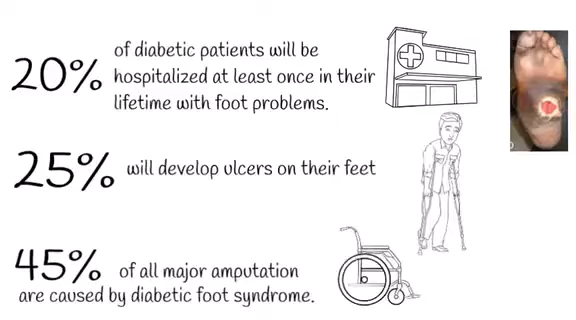 20%
of diabetic patients will be
hospitalized at least once in their
lifetime with foot problems.
25%
will develop ulcers on their feet
45%
of all major amputation
are caused by diabetic foot syndrome.